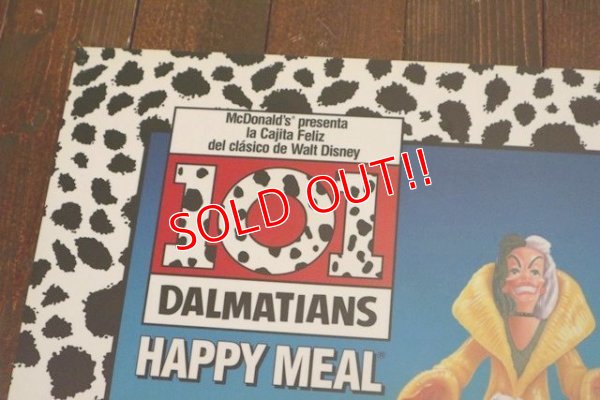 McDonald's® presenta
la Cajita Feliz
del clásico de Walt Disney
101
SOLD OUT!!
DALMATIANS
HAPPY MEAL®